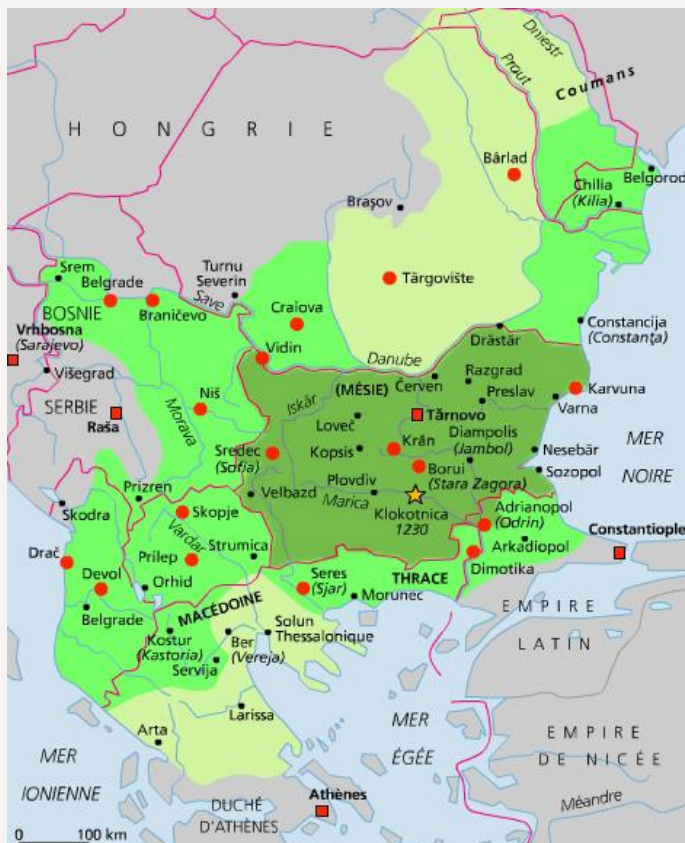 Dniestr
Prout
Coumans
HONGRIE
Bârlad
Belgorod
Chilia
(Kilia)
Braşov
Srem
Belgrade
Turnu
Severin
Tărgovište
BOSNIE
Save
Craiova
Braničevo
Constancija
(Constanţa)
Vrhbosna
(Sarajevo)
Drăstăr
Vidin
Danube
Višegrad
Razgrad
(MÉSIE)
Červen
Karvuna
Preslav
SERBIE
Niš
Iskăr
Varna
Raša
Tărnovo
Loveč
Morava
Krăn
Diampolis
(Jambol)
MER
NOIRE
Sredec
(Sofia)
Kopsis
Nesebăr
Borui
(Stara Zagora)
Sozopol
Plovdiv
Prizren
Velbazd
Marica
Skodra
Skopje
Klokotnica
1230
Adrianopol
(Odrin)
Constantiople
Vardar
Arkadiopol
Strumica
Drač
Prilep
Dimotika
Devol
Seres
(Sjar)
THRACE
Orhid
Morunec
Belgrade
MACÉDOINE
EMPIRE
LATIN
Solun
Thessalonique
Kostur
(Kastoria)
Ber
(Vereja)
Servija
Larissa
MER
ÉGÉE
EMPIRE
DE NICÉE
Arta
MER
IONIENNE
Athènes
DUCHÉ
D'ATHÈNES
Méandre
0 100 km